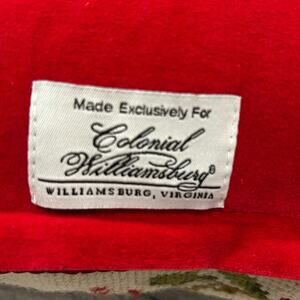 Made Exclusively For
Colonial
Williamsburg®
WILLIAMSBURG, VIRGINIA